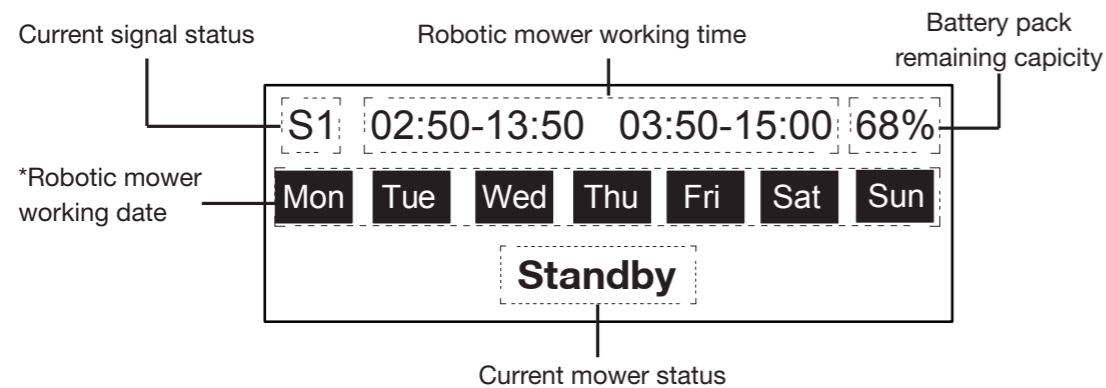 Current signal status
Robotic mower working time
Battery pack
remaining capicity
S1 02:50-13:50 03:50-15:00 68%
*Robotic mower
working date
Mon Tue Wed Thu Fri Sat Sun
Standby
Current mower status